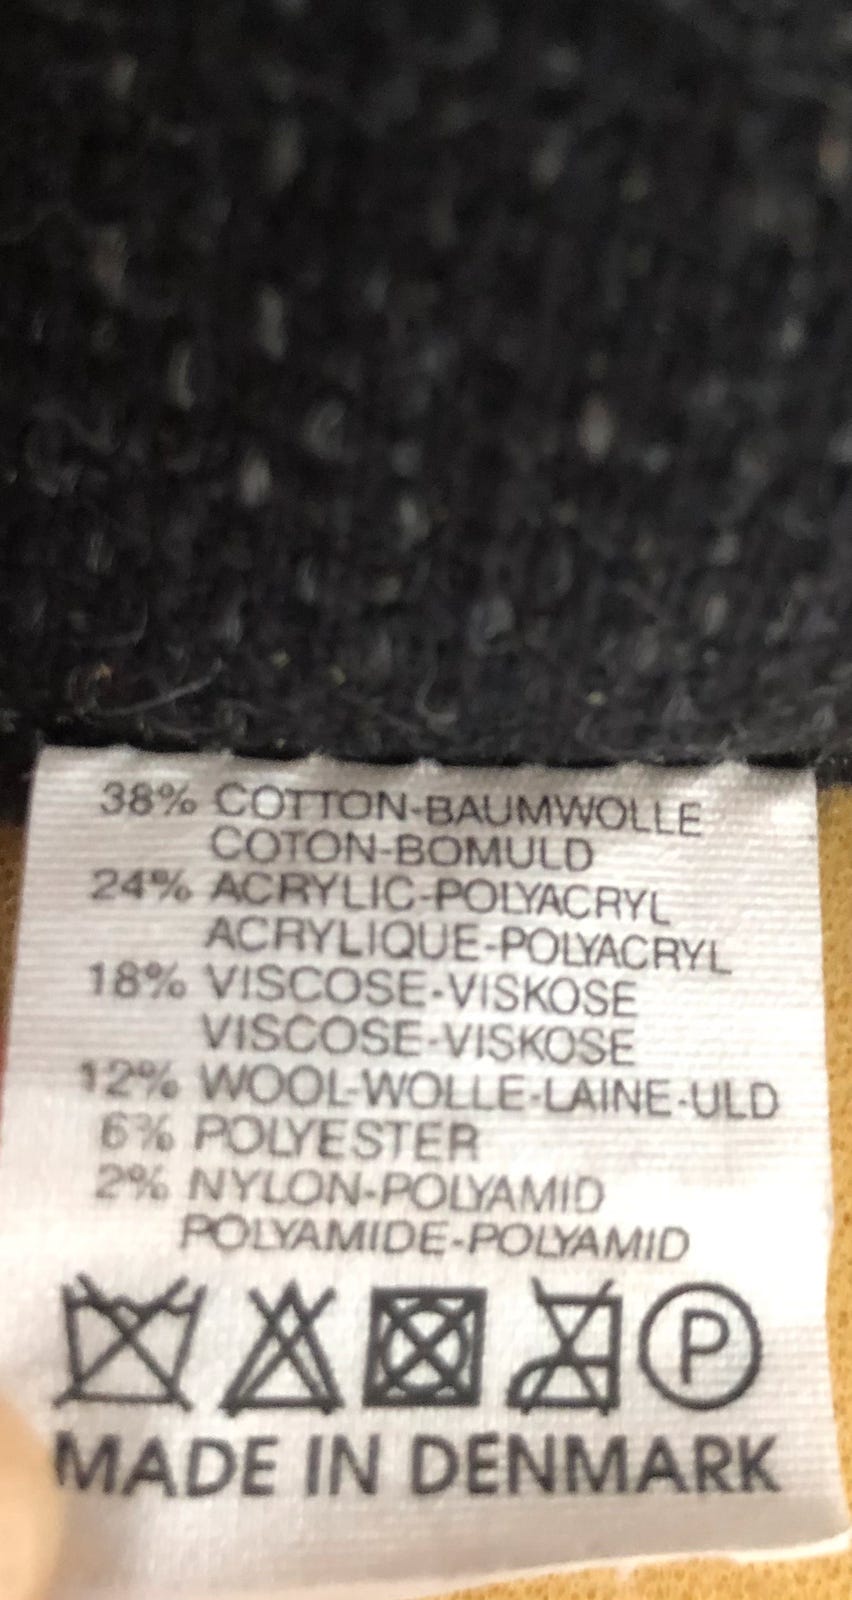 38% COTTON-BAUMWOLLE
COTON-BOMULD
24% ACRYLIC-POLYACRYL
ACRYLIQUE-POLYACRYL
18% VISCOSE-VISKOSE
VISCOSE-VISKOSE
12% WOOL-WOLLE-LAINE-ULD
6% POLYESTER
2% NYLON-POLYAMID
POLYAMIDE-POLYAMID
P
MADE IN DENMARK